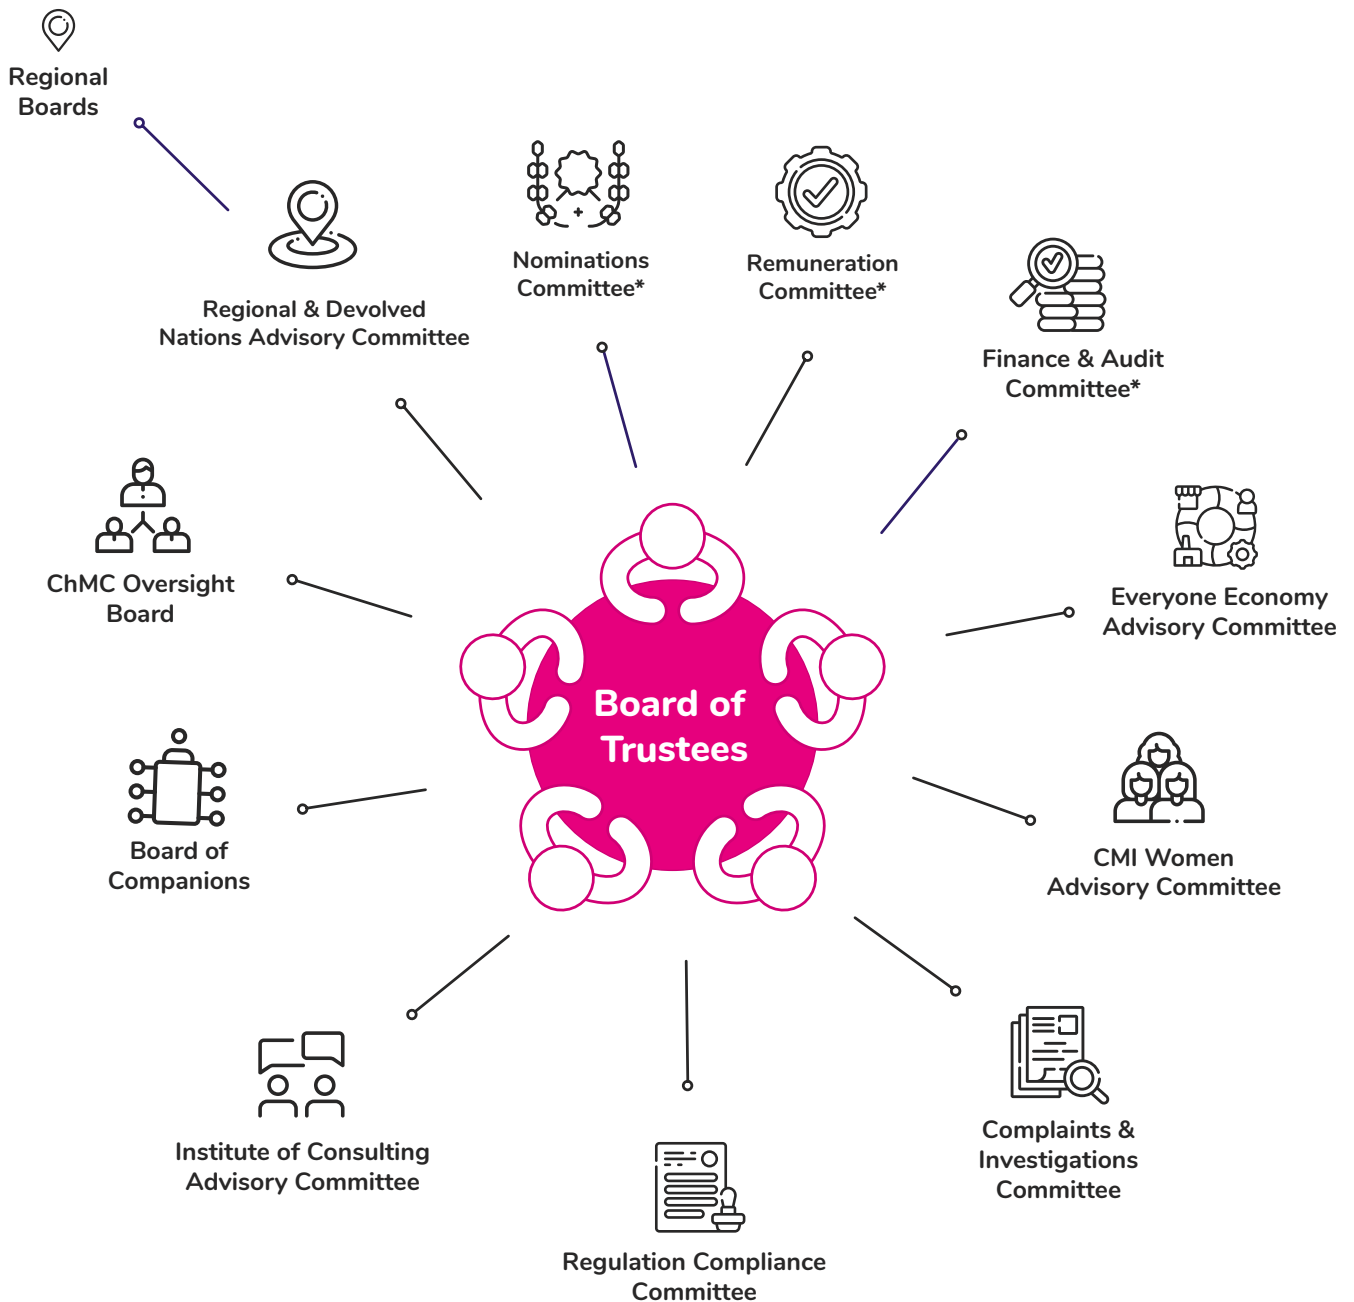 Regional
Boards
Regional & Devolved
Nations Advisory Committee
Nominations
Committee*
Remuneration
Committee*
Finance & Audit
Committee*
ChMC Oversight
Board
Everyone Economy
Advisory Committee
Board of
Trustees
Board of
Companions
CMI Women
Advisory Committee
Institute of Consulting
Advisory Committee
Complaints &
Investigations
Committee
Regulation Compliance
Committee